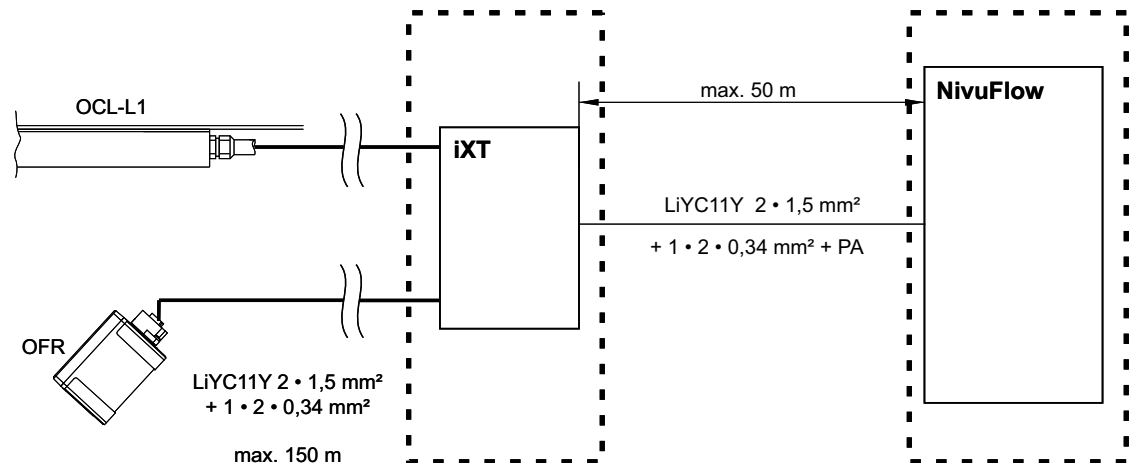 OCL-L1
iXT
max. 50 m
NivuFlow
LiYC11Y 2 • 1,5 mm²
+ 1 • 2 • 0,34 mm² + PA
OFR
LiYC11Y 2 • 1,5 mm²
+ 1 • 2 • 0,34 mm²
max. 150 m